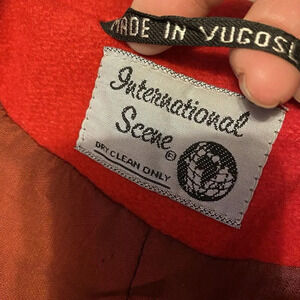 MADE IN YUGOSL
International
Scene ®
DRY CLEAN ONLY